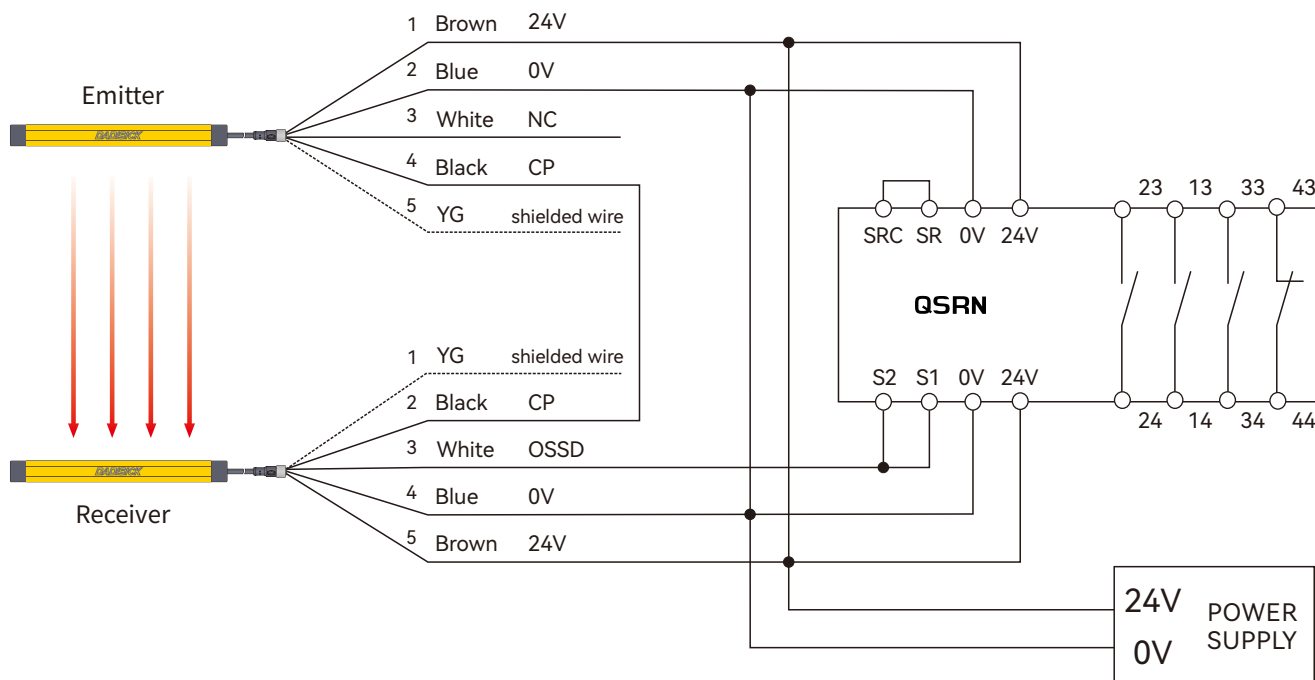 1 Brown 24V
2 Blue 0V
Emitter
3 White NC
DADISICK
4 Black CP
5 YG shielded wire
23 13 33 43
SRC SR 0V 24V
QSRN
1 YG shielded wire
S2 S1 0V 24V
2 Black CP
24 14 34 44
3 White OSSD
DADISICK
4 Blue 0V
Receiver
5 Brown 24V
24V
0V
POWER
SUPPLY